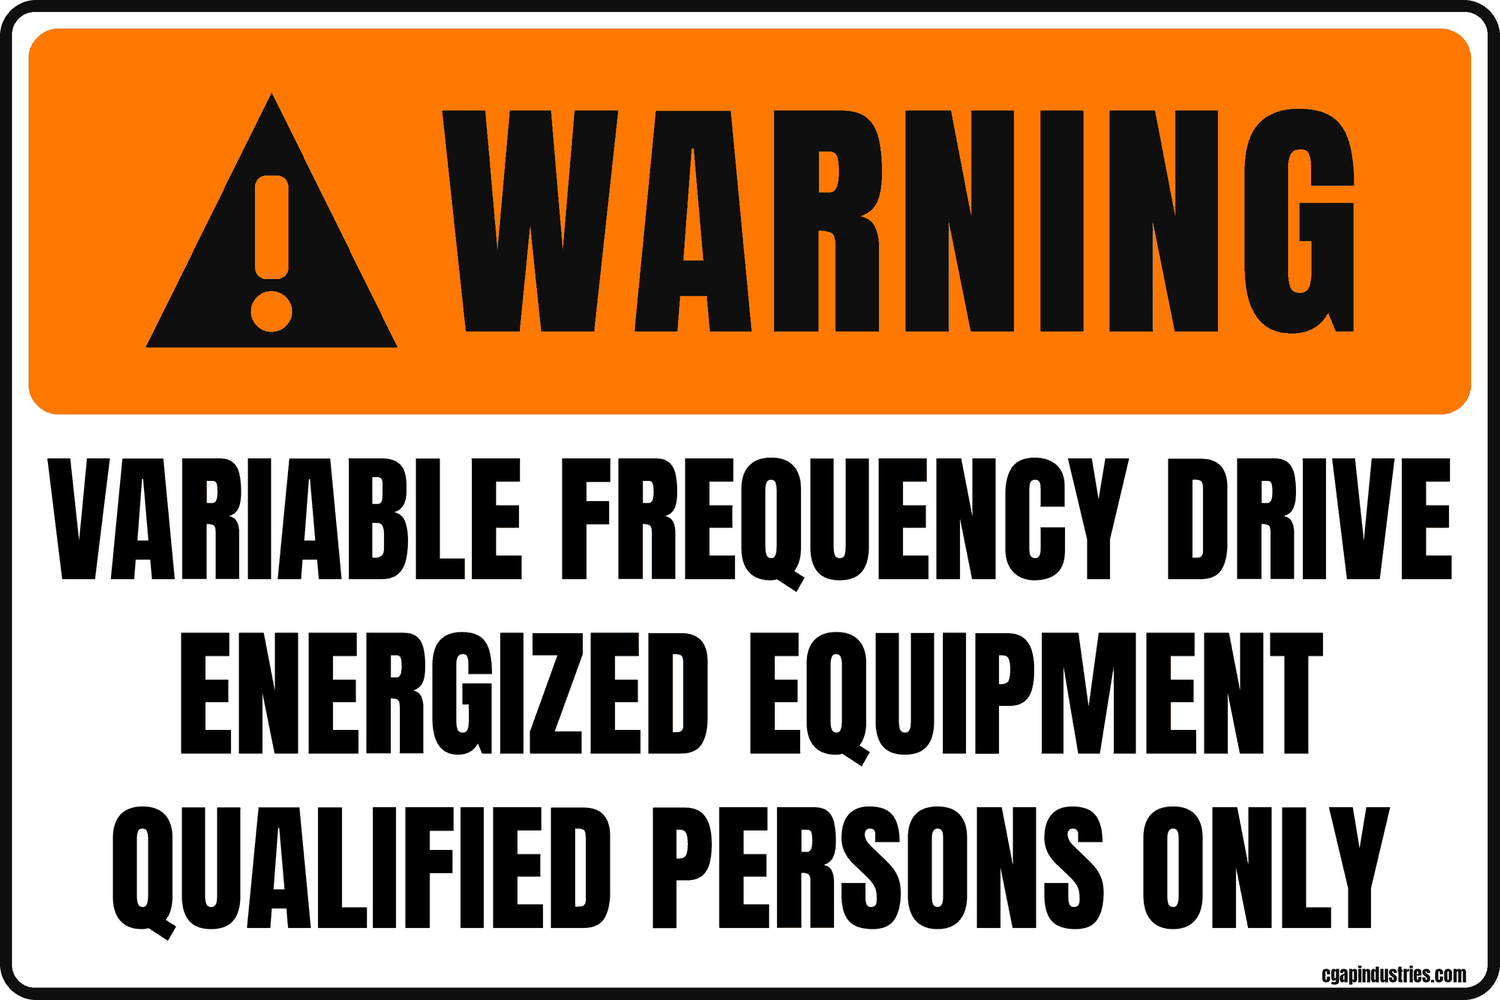 WARNING
VARIABLE FREQUENCY DRIVE
ENERGIZED EQUIPMENT
QUALIFIED PERSONS ONLY
cgapindustries.com